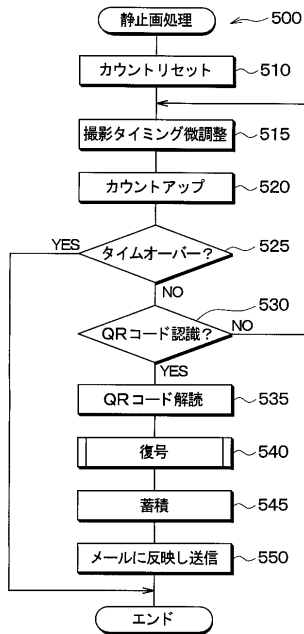 静止画処理 500
カウントリセット 510
撮影タイミング微調整 515
カウントアップ 520
YES タイムオーバー? 525
NO
530
QRコード認識? NO
YES
QRコード解読 535
復号 540
蓄積 545
メールに反映し送信 550
エンド